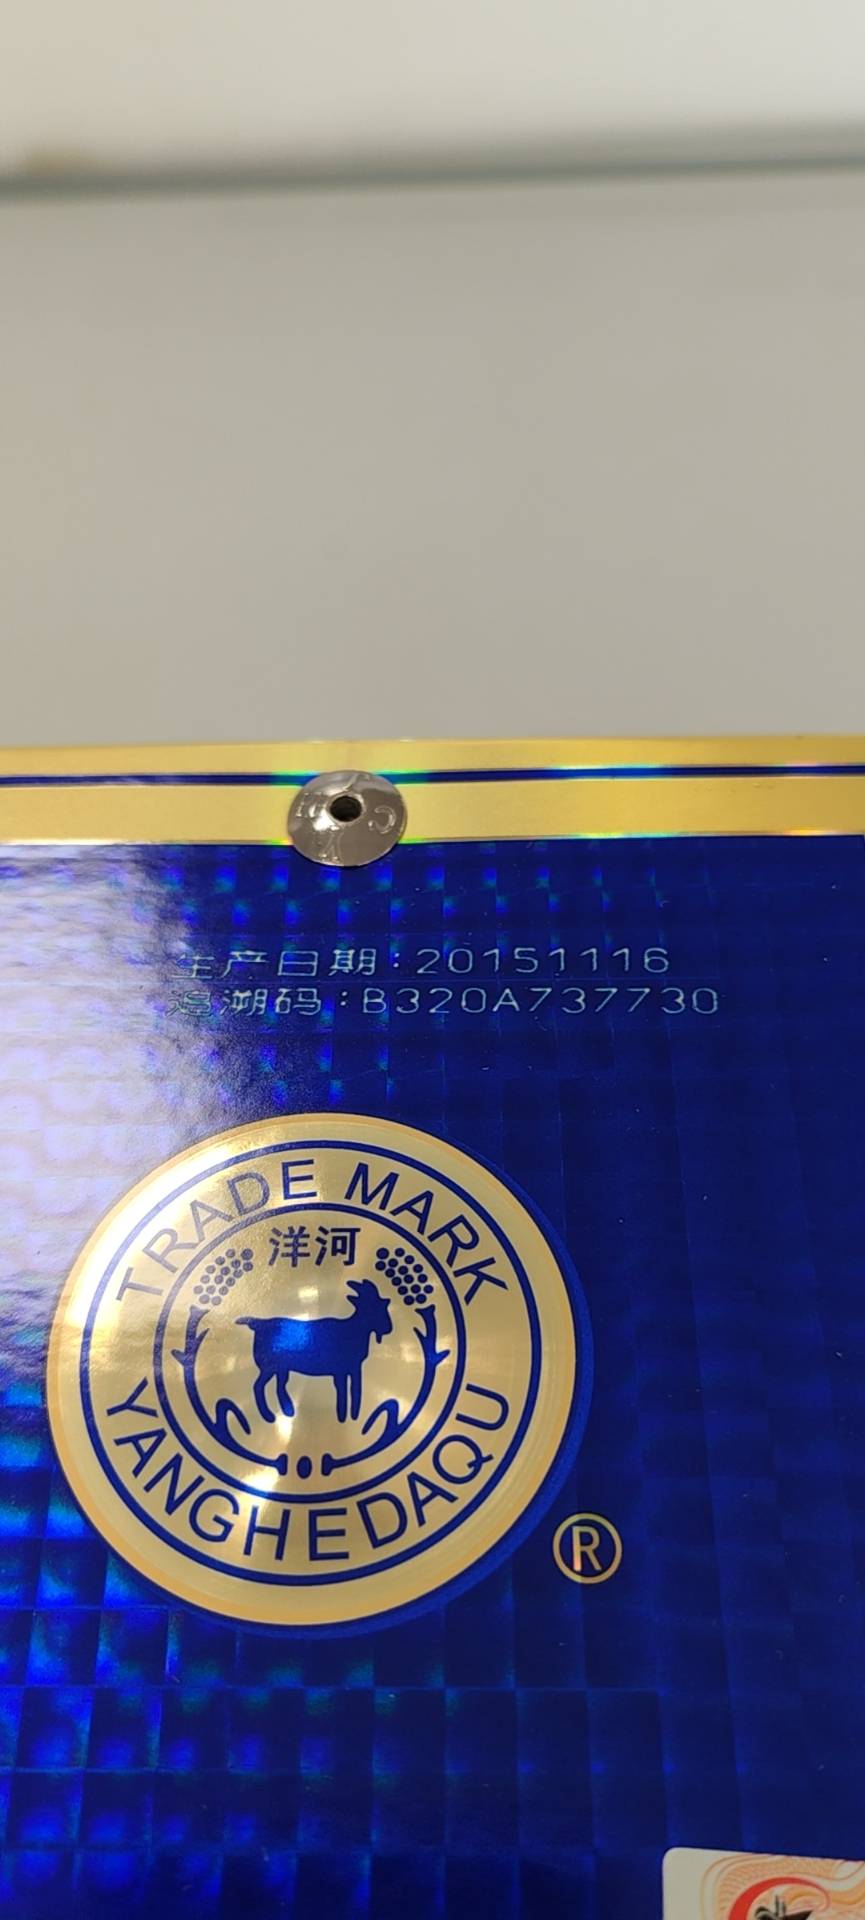 生产日期:20151116
追溯码:B320A737730
TRADE MARK
洋河
YANGHEDAQU
®